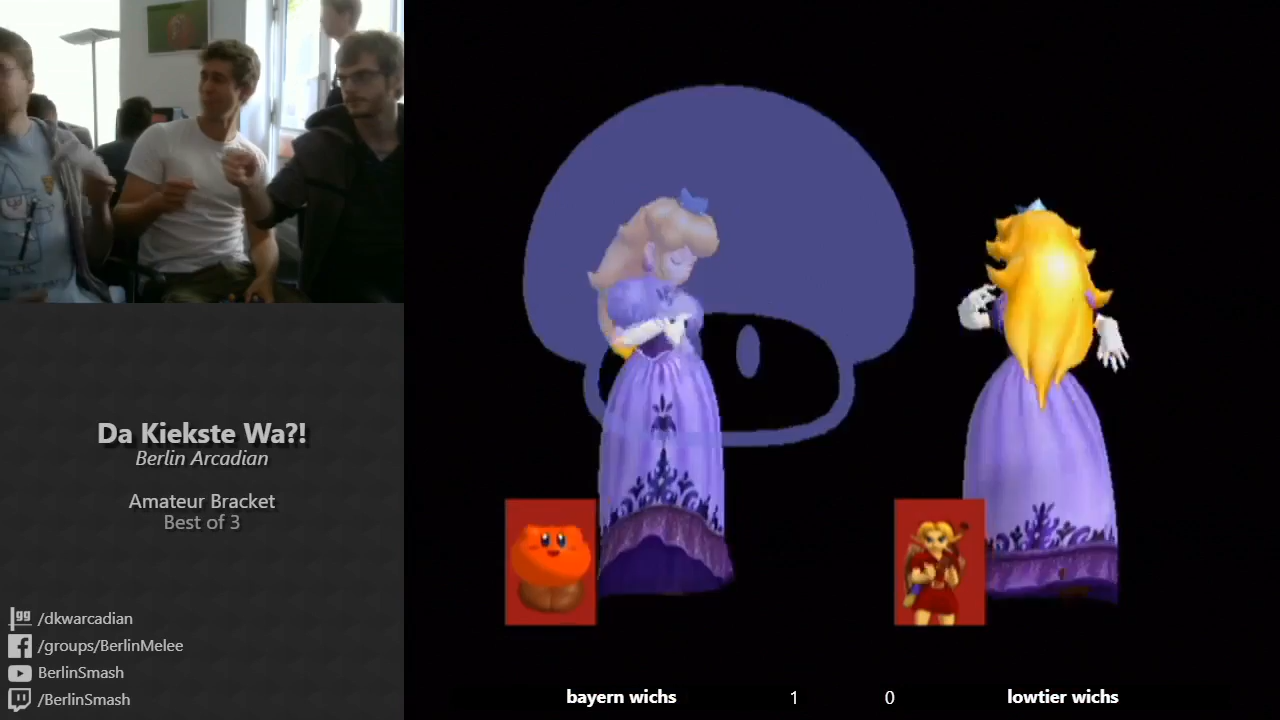 Da Kiekste Wa?!
Berlin Arcadian
Amateur Bracket
Best of 3
gg /dkwarcadian
/groups/BerlinMelee
BerlinSmash
/BerlinSmash
bayern wichs 1 0 lowtier wichs